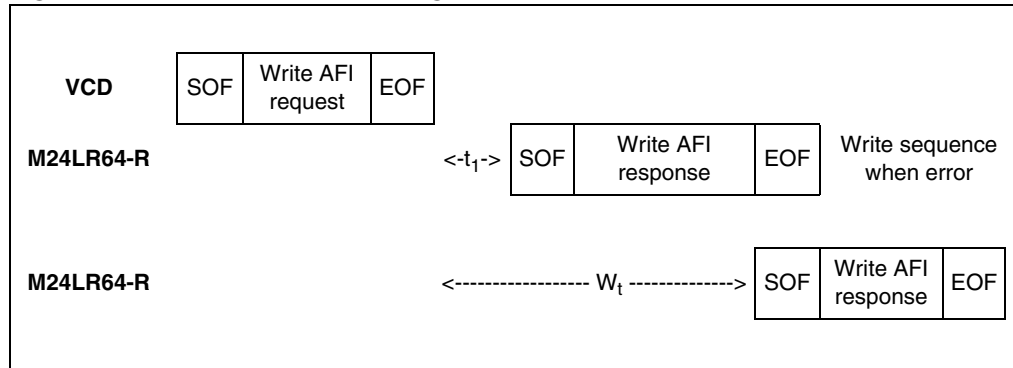 VCD SOF Write AFI request EOF
M24LR64-R <-t1-> SOF Write AFI response EOF Write sequence when error
M24LR64-R <------------------- Wt --------------> SOF Write AFI response EOF